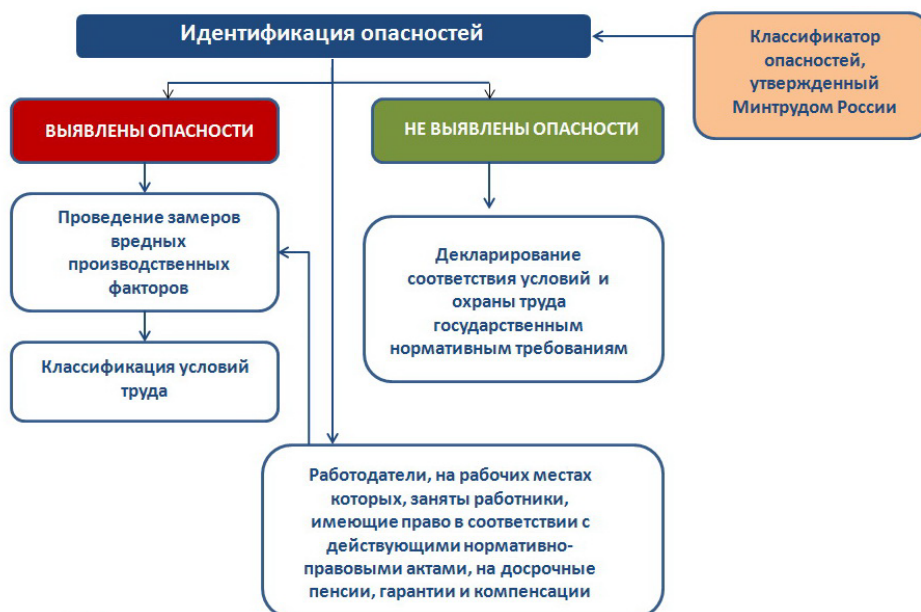 Идентификация опасностей
Классификатор
опасностей,
утвержденный
Минтрудом России
ВЫЯВЛЕНЫ ОПАСНОСТИ
НЕ ВЫЯВЛЕНЫ ОПАСНОСТИ
Проведение замеров
вредных
производственных
факторов
Декларирование
соответствия условий и
охраны труда
государственным
нормативным требованиям
Классификация условий
труда
Работодатели, на рабочих местах
которых, заняты работники,
имеющие право в соответствии с
действующими нормативно-
правовыми актами, на досрочные
пенсии, гарантии и компенсации